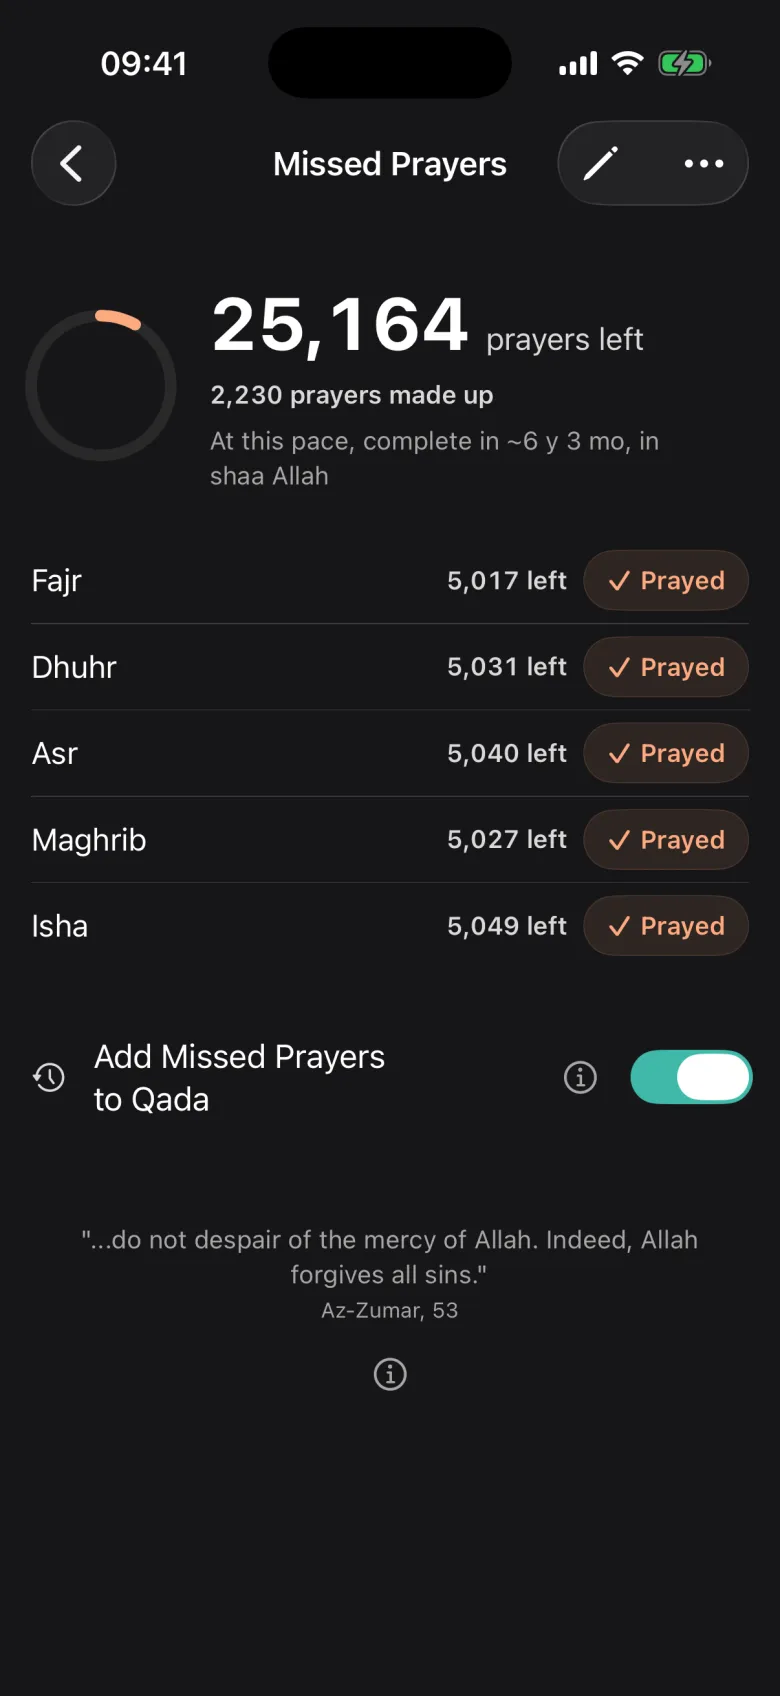 09:41
Missed Prayers
25,164 prayers left
2,230 prayers made up
At this pace, complete in ~6 y 3 mo, in
shaa Allah
Fajr 5,017 left Prayed
Dhuhr 5,031 left Prayed
Asr 5,040 left Prayed
Maghrib 5,027 left Prayed
Isha 5,049 left Prayed
Add Missed Prayers
to Qada
"...do not despair of the mercy of Allah. Indeed, Allah
forgives all sins."
Az-Zumar, 53